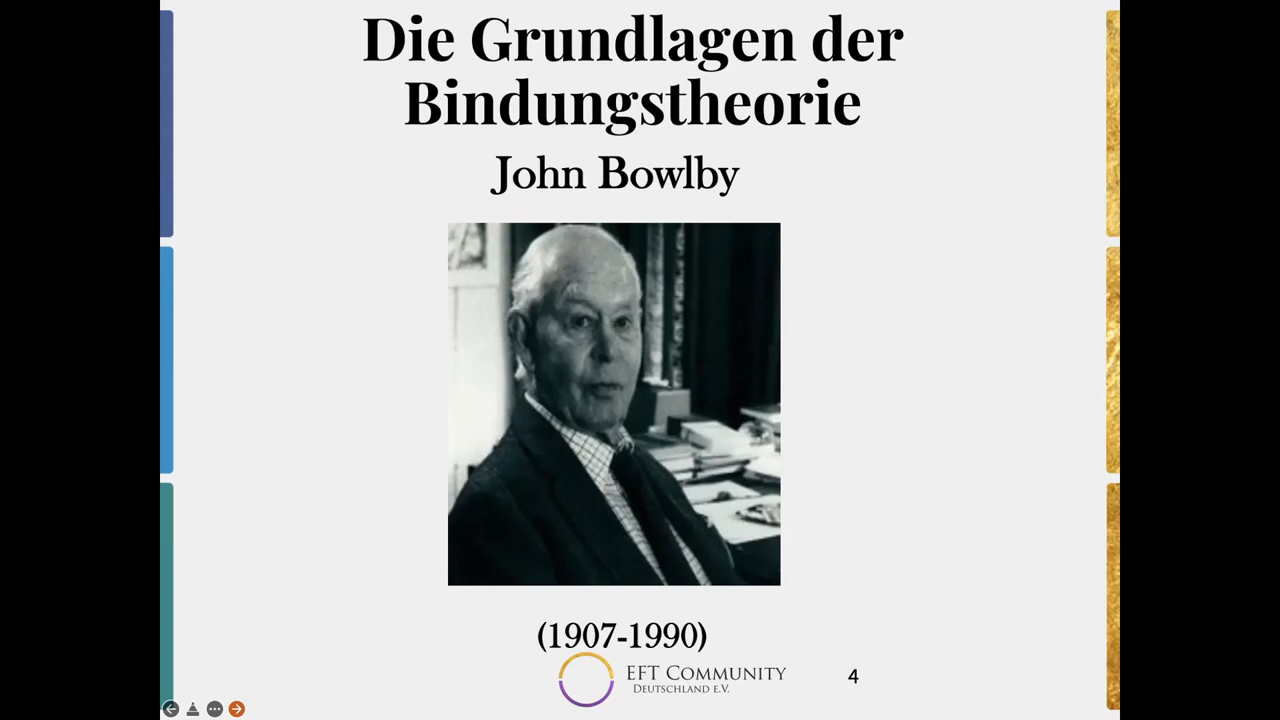 Die Grundlagen der
Bindungstheorie
John Bowlby
(1907-1990)
EFT Community
Deutschland e.V.
4